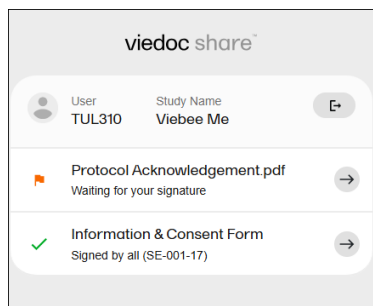 viedoc share™
User Study Name
TUL310 Viebee Me
Protocol Acknowledgement.pdf
Waiting for your signature
Information & Consent Form
Signed by all (SE-001-17)